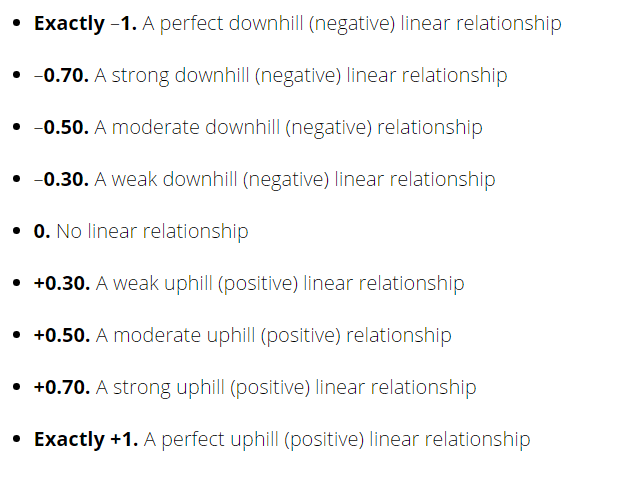 • Exactly –1. A perfect downhill (negative) linear relationship
• –0.70. A strong downhill (negative) linear relationship
• –0.50. A moderate downhill (negative) relationship
• –0.30. A weak downhill (negative) linear relationship
• 0. No linear relationship
• +0.30. A weak uphill (positive) linear relationship
• +0.50. A moderate uphill (positive) relationship
• +0.70. A strong uphill (positive) linear relationship
• Exactly +1. A perfect uphill (positive) linear relationship